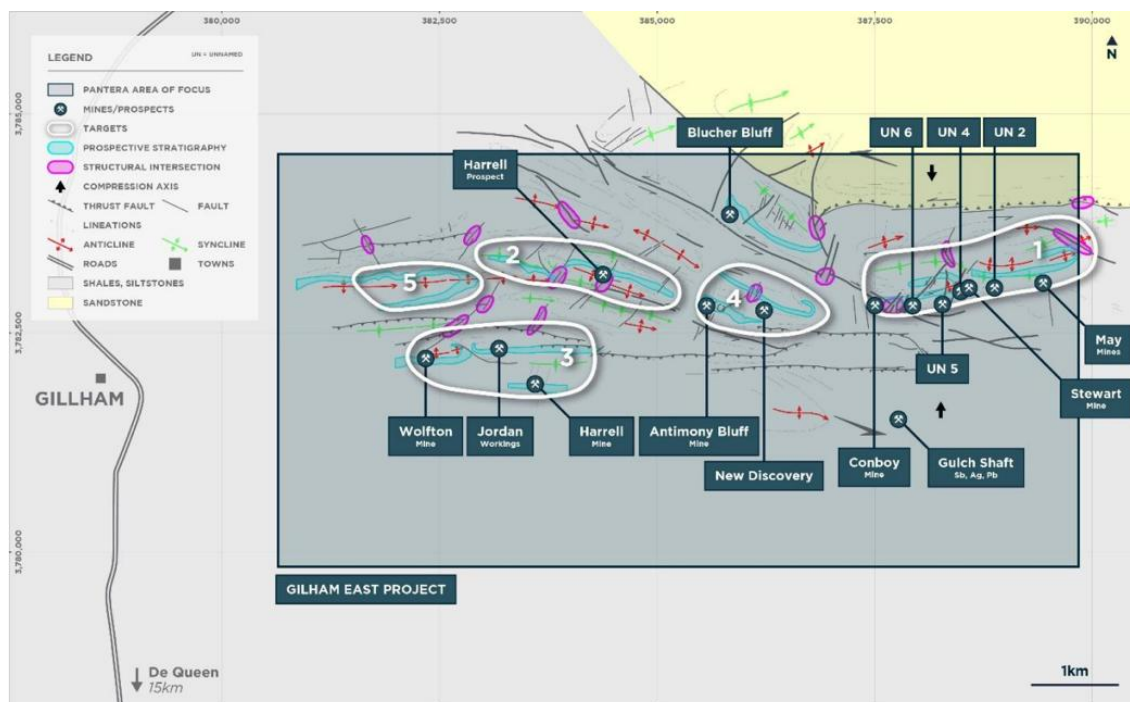 380,000
382,500
385,000
387,500
390,000
3,785,000
3,782,500
3,780,000
N
LEGEND
UN = UNNAMED
PANTERA AREA OF FOCUS
MINES/PROSPECTS
TARGETS
PROSPECTIVE STRATIGRAPHY
STRUCTURAL INTERSECTION
COMPRESSION AXIS
THRUST FAULT
FAULT
LINEATIONS
ANTICLINE
SYNCLINE
ROADS
TOWNS
SHALES, SILTSTONES
SANDSTONE
Blucher Bluff
UN 6
UN 4
UN 2
Harrell
Prospect
1
2
5
4
3
UN 5
May
Mines
Stewart
Mine
GILLHAM
Wolfton
Mine
Jordan
Workings
Harrell
Mine
Antimony Bluff
Mine
New Discovery
Conboy
Mine
Gulch Shaft
Sb, Ag, Pb
GILHAM EAST PROJECT
De Queen
15km
1km